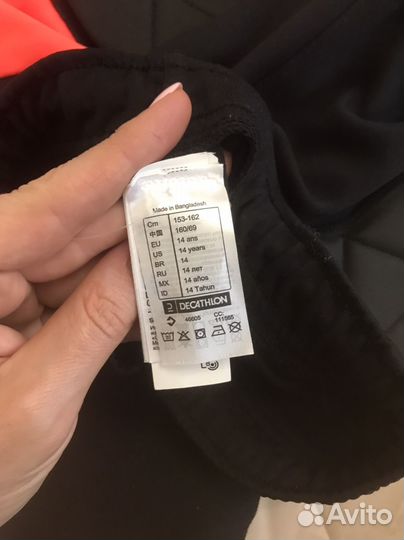 Made in Bangladesh
Cm 153-162
中国 160/69
EU 14 ans
US 14 years
BR 14
RU 14 лет
MX 14 años
ID 14 Tahun
DECATHLON
46605 CC: 111565
Avito